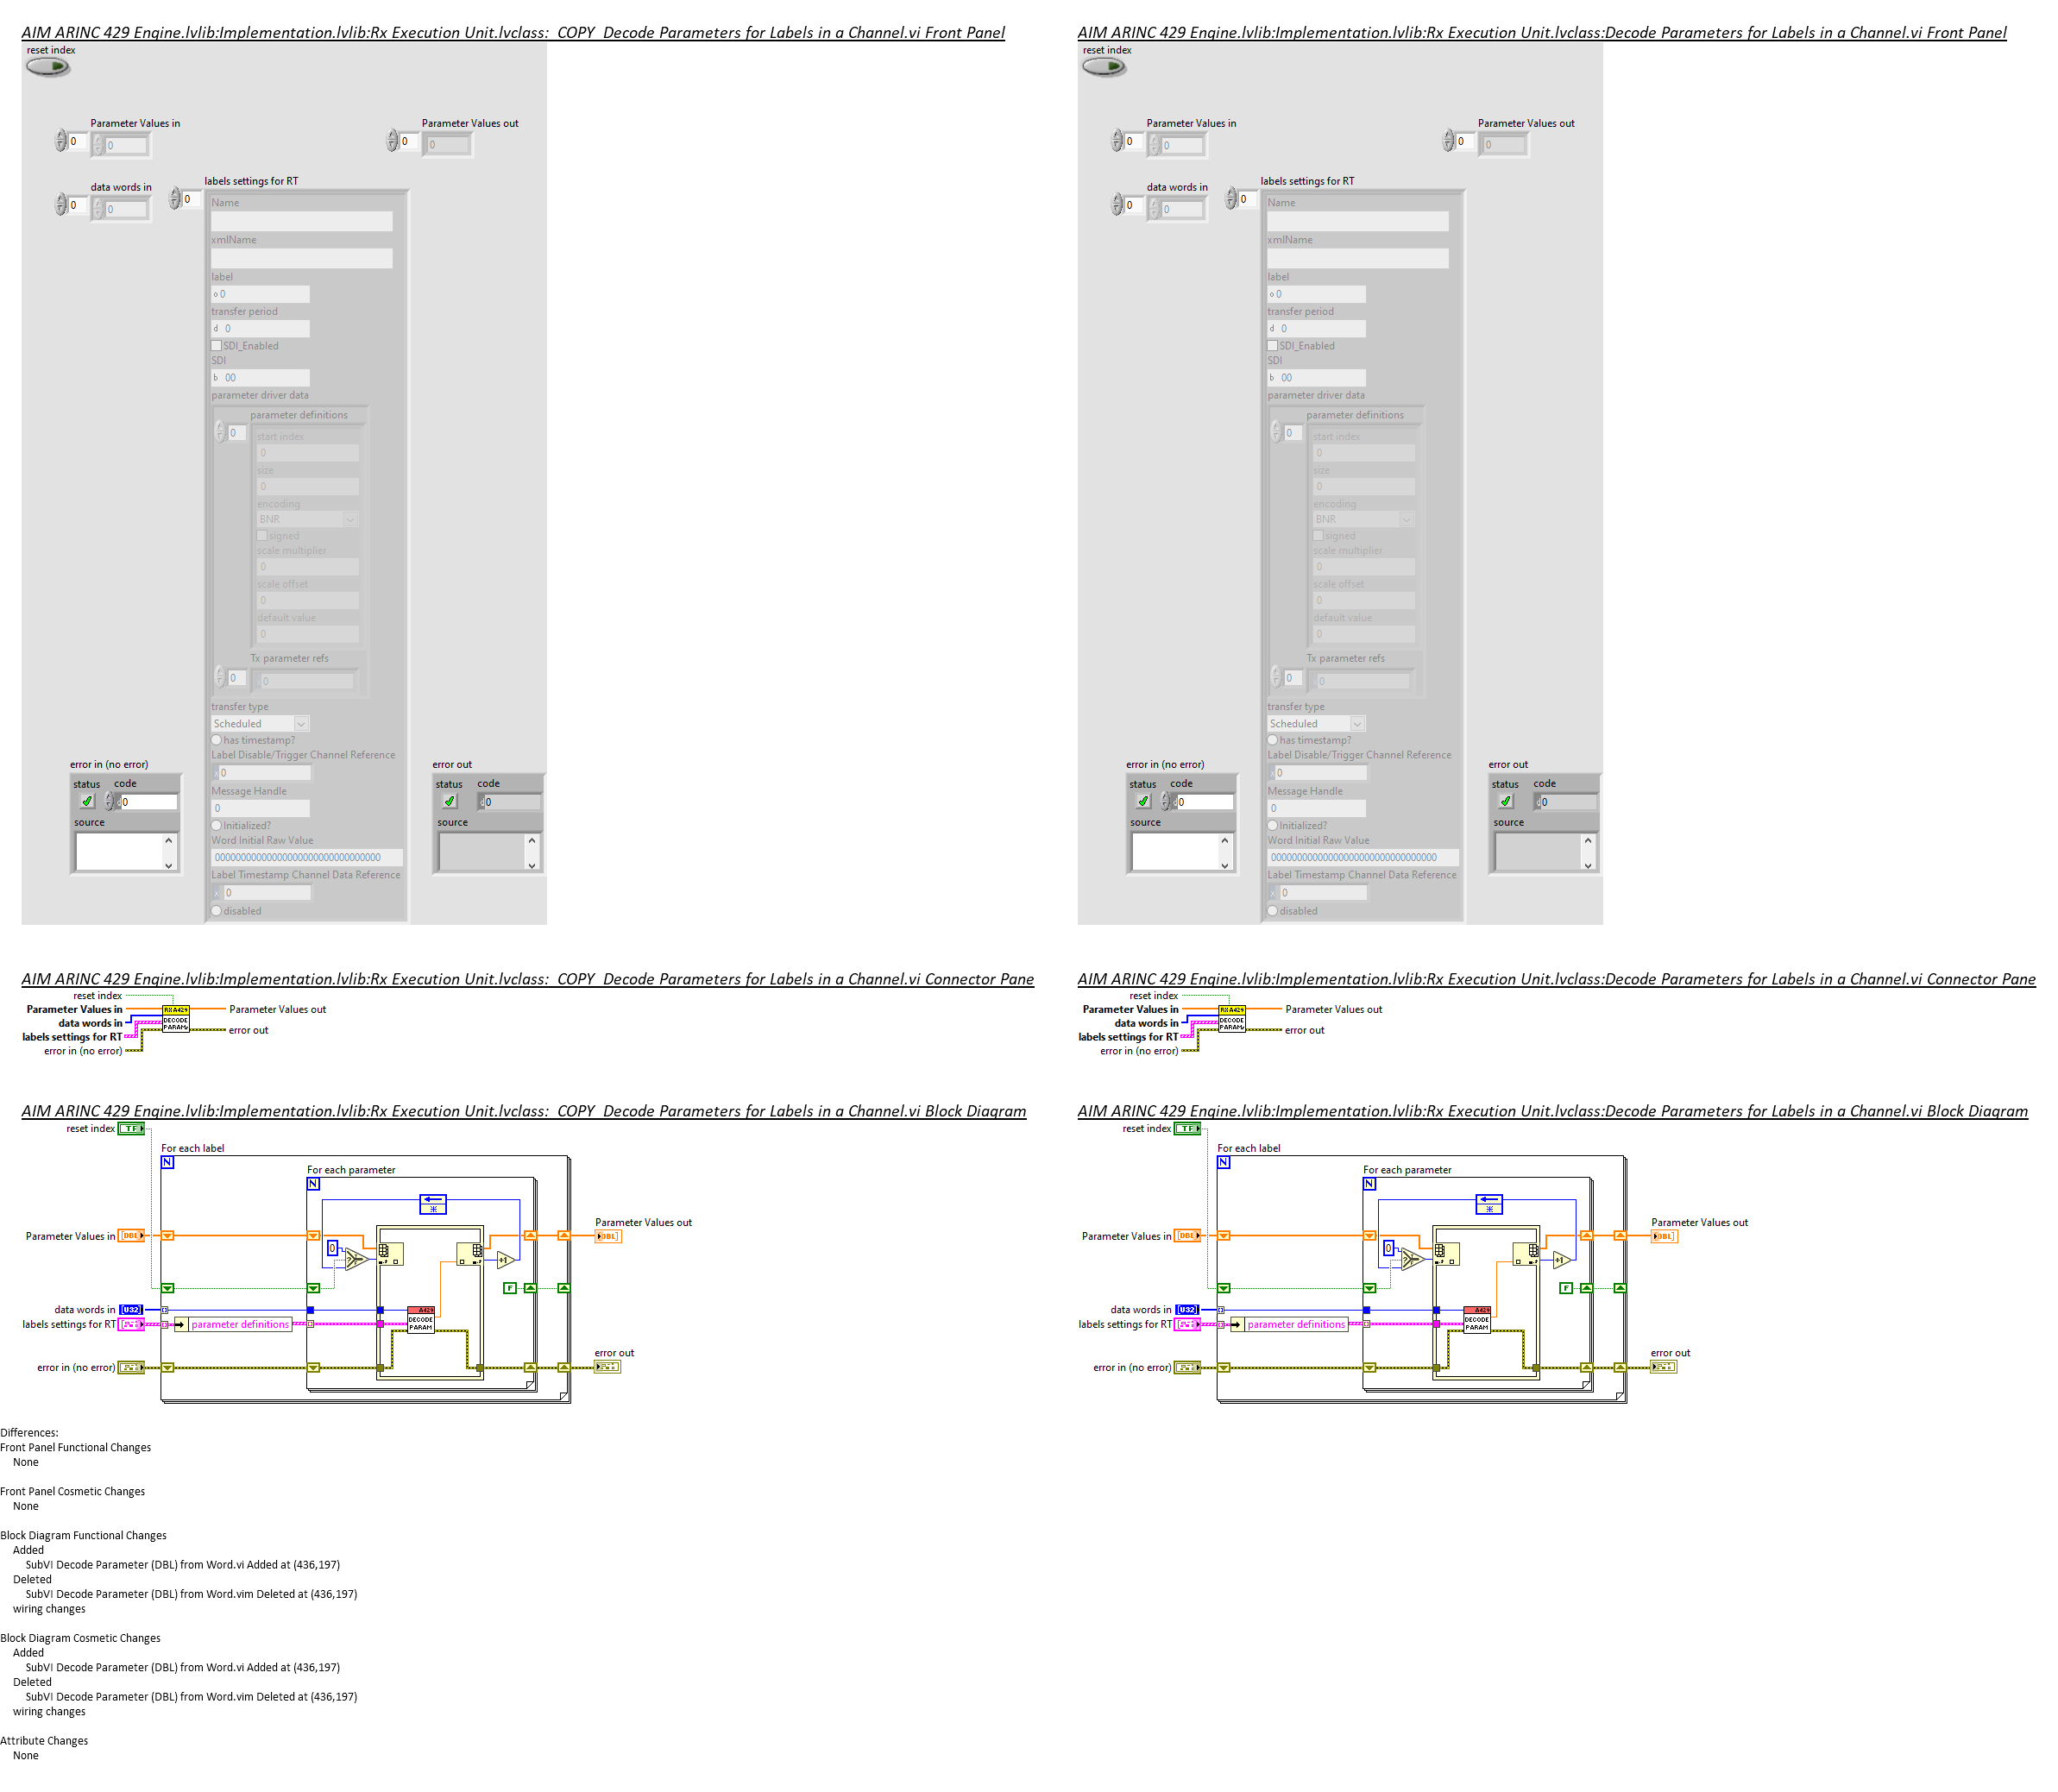 AIM ARINC 429 Engine.lvlib:Implementation.lvlib:Rx Execution Unit.lvclass:  COPY  Decode Parameters for Labels in a Channel.vi Front Panel
reset index
Parameter Values in
0
0
Parameter Values out
0
0
data words in
0
0
labels settings for RT
0
Name
xmlName
label
o 0
transfer period
d 0
SDI_Enabled
SDI
b 00
parameter driver data
parameter definitions
0
start index
0
size
0
encoding
BNR
signed
scale multiplier
0
scale offset
0
default value
0
Tx parameter refs
0
0
transfer type
Scheduled
has timestamp?
Label Disable/Trigger Channel Reference
x 0
Message Handle
0
Initialized?
Word Initial Raw Value
00000000000000000000000000000000
Label Timestamp Channel Data Reference
x 0
disabled
error in (no error)
status code
d 0
source
error out
status code
d 0
source
AIM ARINC 429 Engine.lvlib:Implementation.lvlib:Rx Execution Unit.lvclass:Decode Parameters for Labels in a Channel.vi Front Panel
reset index
Parameter Values in
0
0
Parameter Values out
0
0
data words in
0
0
labels settings for RT
0
Name
xmlName
label
o 0
transfer period
d 0
SDI_Enabled
SDI
b 00
parameter driver data
parameter definitions
0
start index
0
size
0
encoding
BNR
signed
scale multiplier
0
scale offset
0
default value
0
Tx parameter refs
0
0
transfer type
Scheduled
has timestamp?
Label Disable/Trigger Channel Reference
x 0
Message Handle
0
Initialized?
Word Initial Raw Value
00000000000000000000000000000000
Label Timestamp Channel Data Reference
x 0
disabled
error in (no error)
status code
d 0
source
error out
status code
d 0
source
AIM ARINC 429 Engine.lvlib:Implementation.lvlib:Rx Execution Unit.lvclass:  COPY  Decode Parameters for Labels in a Channel.vi Connector Pane
reset index
Parameter Values in
data words in
labels settings for RT
error in (no error)
RX A429
DECODE
PARAM
Parameter Values out
error out
AIM ARINC 429 Engine.lvlib:Implementation.lvlib:Rx Execution Unit.lvclass:Decode Parameters for Labels in a Channel.vi Connector Pane
reset index
Parameter Values in
data words in
labels settings for RT
error in (no error)
RX A429
DECODE
PARAM
Parameter Values out
error out
AIM ARINC 429 Engine.lvlib:Implementation.lvlib:Rx Execution Unit.lvclass:  COPY  Decode Parameters for Labels in a Channel.vi Block Diagram
reset index
TF
For each label
N
For each parameter
N
Parameter Values in
[DBL]
0
?
+1
Parameter Values out
DBL]
F
data words in
[U32]
labels settings for RT
parameter definitions
A429
DECODE
PARAM
error in (no error)
error out
AIM ARINC 429 Engine.lvlib:Implementation.lvlib:Rx Execution Unit.lvclass:Decode Parameters for Labels in a Channel.vi Block Diagram
reset index
TF
For each label
N
For each parameter
N
Parameter Values in
[DBL]
0
?
+1
Parameter Values out
DBL]
F
data words in
[U32]
labels settings for RT
parameter definitions
A429
DECODE
PARAM
error in (no error)
error out
Differences:
Front Panel Functional Changes
None
Front Panel Cosmetic Changes
None
Block Diagram Functional Changes
Added
SubVI Decode Parameter (DBL) from Word.vi Added at (436,197)
Deleted
SubVI Decode Parameter (DBL) from Word.vim Deleted at (436,197)
wiring changes
Block Diagram Cosmetic Changes
Added
SubVI Decode Parameter (DBL) from Word.vi Added at (436,197)
Deleted
SubVI Decode Parameter (DBL) from Word.vim Deleted at (436,197)
wiring changes
Attribute Changes
None